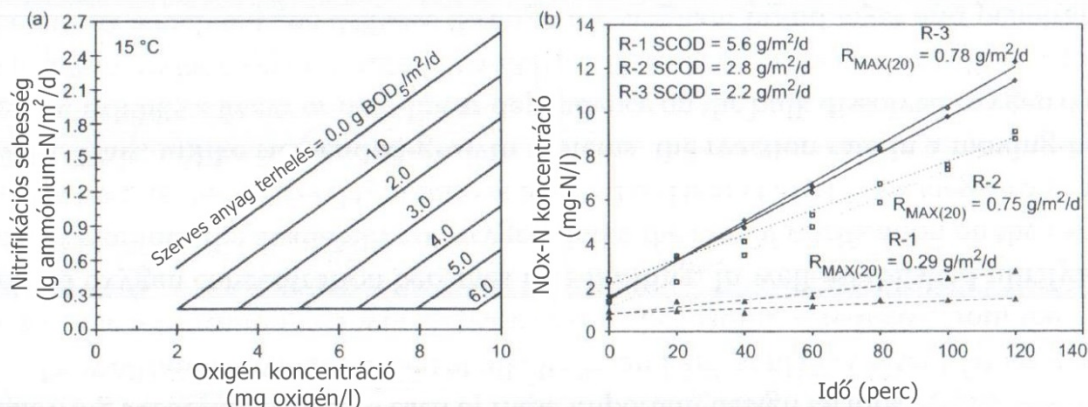 (a)
2.7
2.4
2.1
1.8
1.5
1.2
0.9
0.6
0.3
0.0
Nitrifikációs sebesség
(lg ammónium-N/m²/d)
15 °C
Szerves anyag terhelés = 0.0 g BOD₅/m²/d
1.0
2.0
3.0
4.0
5.0
6.0
0 2 4 6 8 10
Oxigén koncentráció
(mg oxigén/l)
(b)
14
12
10
8
6
4
2
0
NOx-N koncentráció
(mg-N/l)
R-1 SCOD = 5.6 g/m²/d
R-2 SCOD = 2.8 g/m²/d
R-3 SCOD = 2.2 g/m²/d
R-3
R_MAX(20) = 0.78 g/m²/d
R-2
R_MAX(20) = 0.75 g/m²/d
R-1
R_MAX(20) = 0.29 g/m²/d
0 20 40 60 80 100 120 140
Idő (perc)